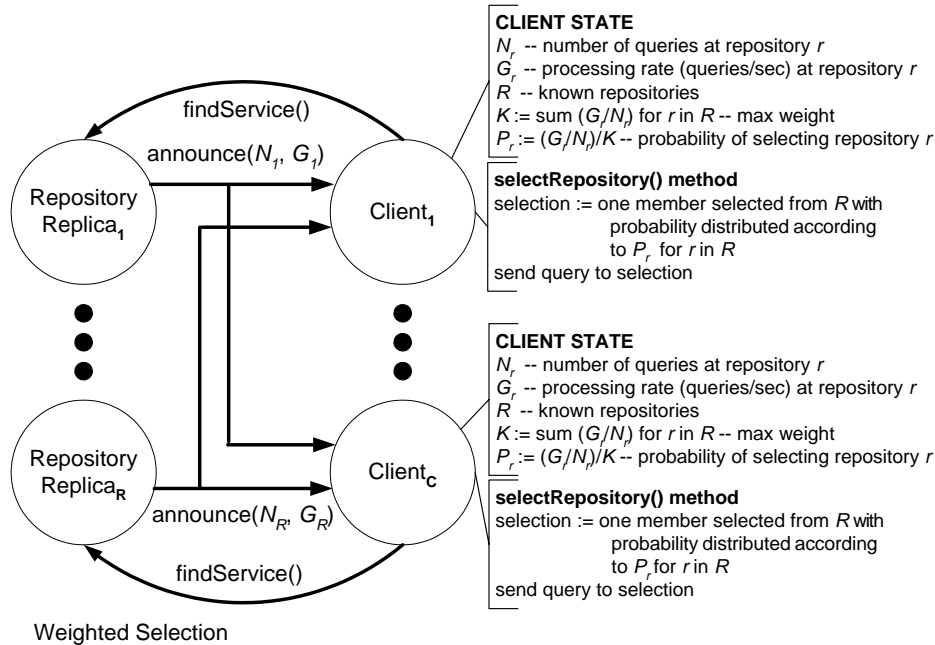 CLIENT STATE
N_r -- number of queries at repository r
G_r -- processing rate (queries/sec) at repository r
R -- known repositories
K := sum (G_r/N_r) for r in R -- max weight
P_r := (G_r/N_r)/K -- probability of selecting repository r
findService()
announce(N_1, G_1)
Repository
Replica_1
Client_1
selectRepository() method
selection := one member selected from R with
probability distributed according
to P_r for r in R
send query to selection
CLIENT STATE
N_r -- number of queries at repository r
G_r -- processing rate (queries/sec) at repository r
R -- known repositories
K := sum (G_r/N_r) for r in R -- max weight
P_r := (G_r/N_r)/K -- probability of selecting repository r
Repository
Replica_R
Client_C
announce(N_R, G_R)
selectRepository() method
selection := one member selected from R with
probability distributed according
to P_r for r in R
send query to selection
findService()
Weighted Selection